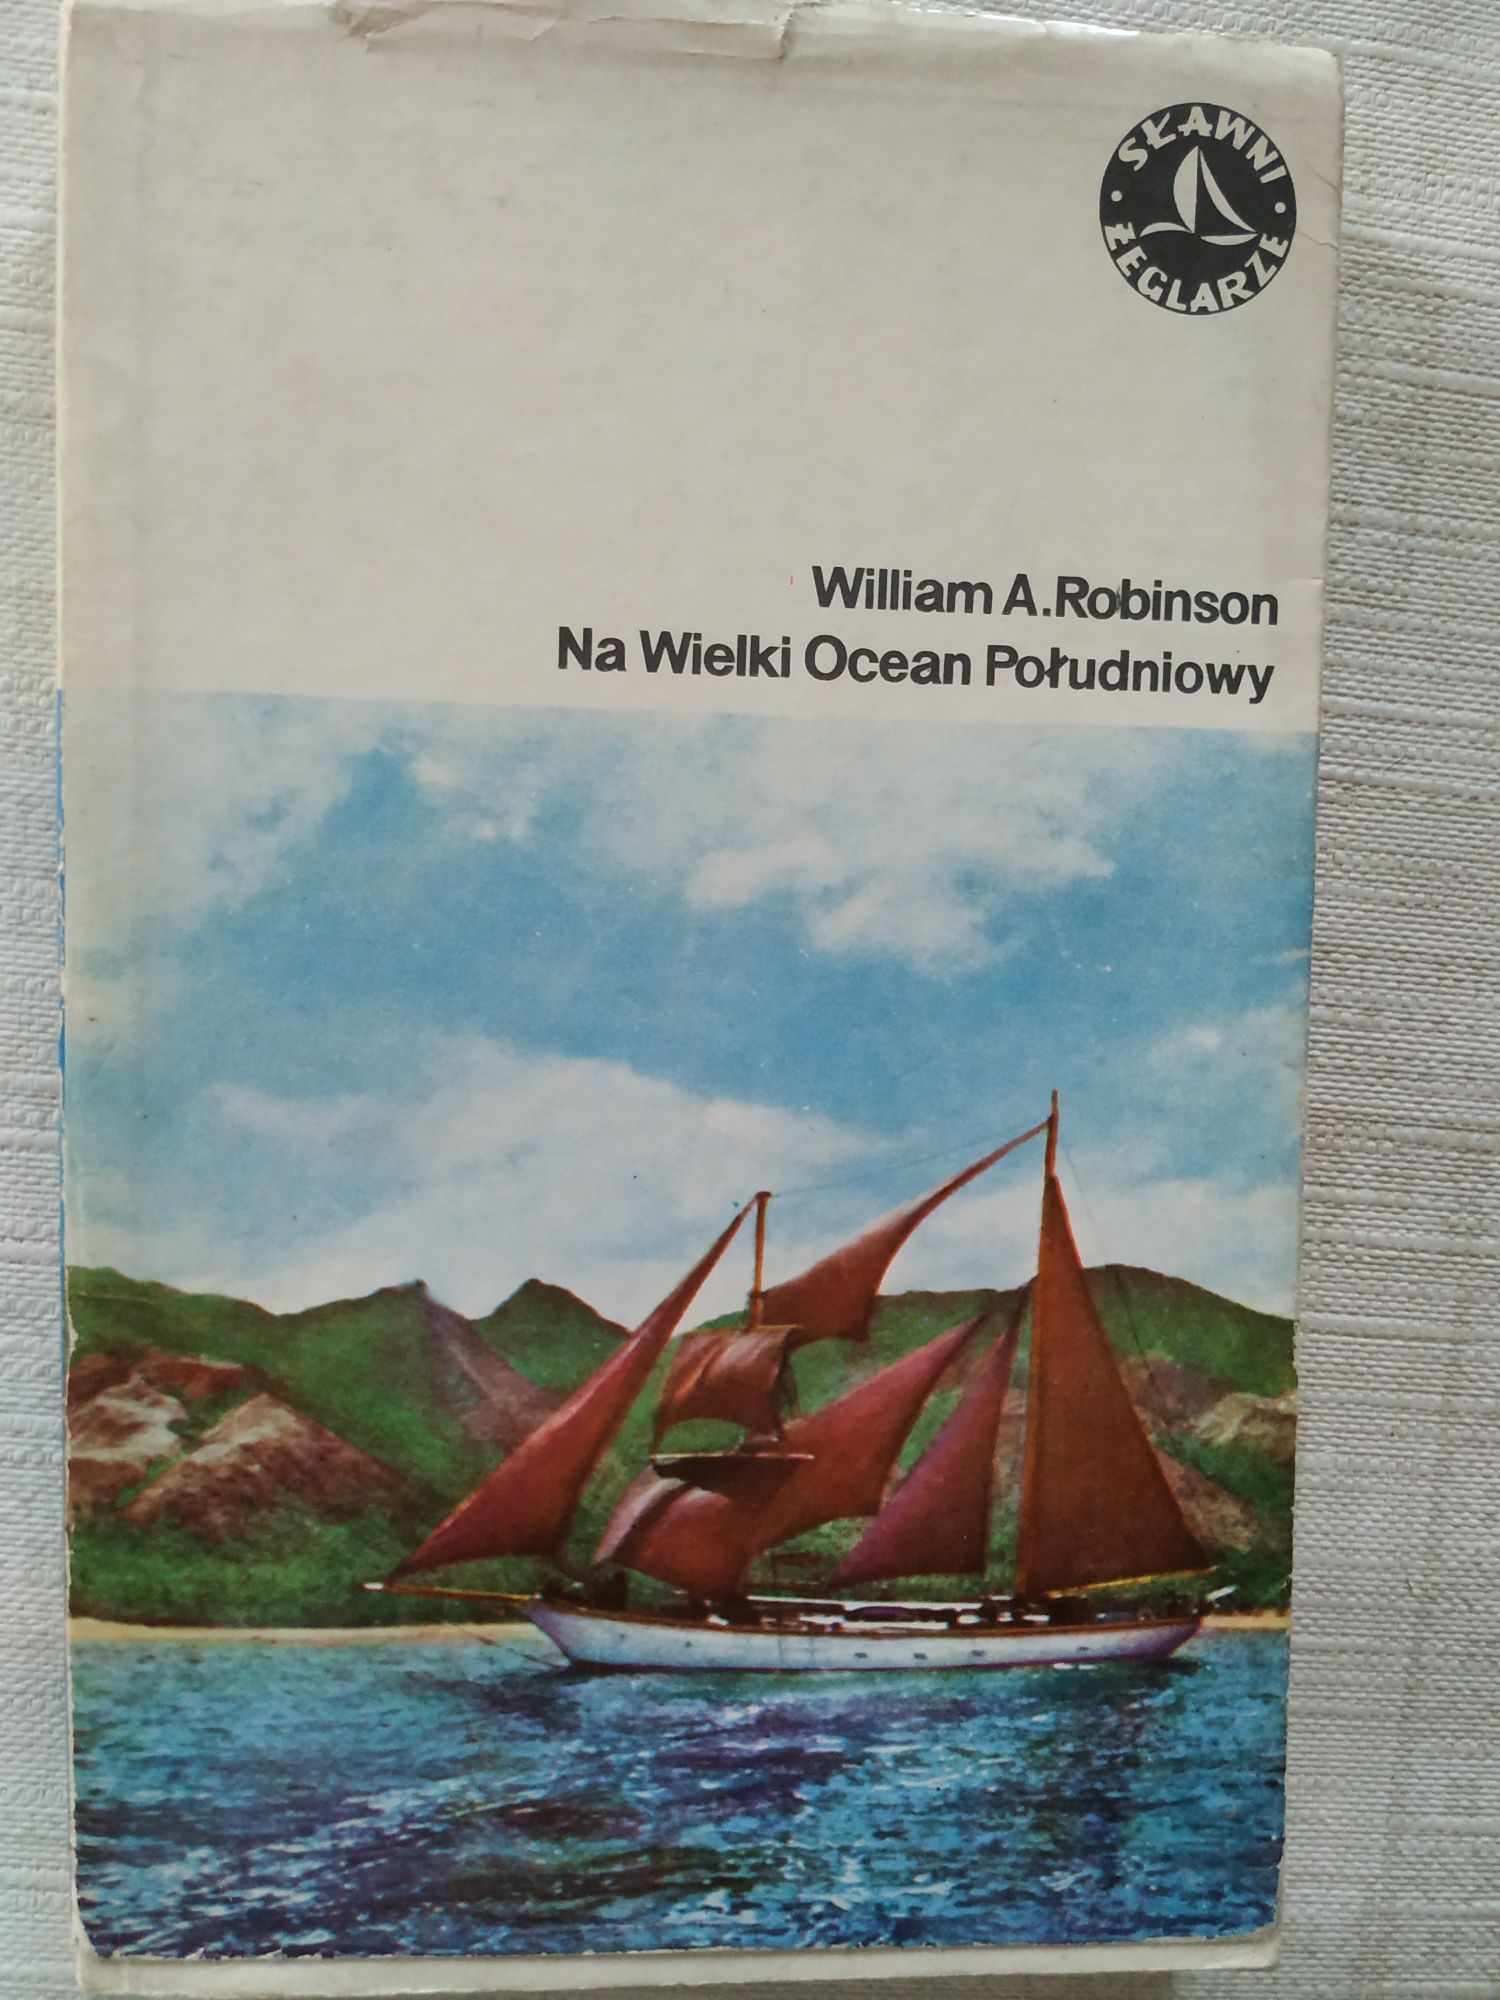 SŁAWNI
ŻEGLARZE
William A. Robinson
Na Wielki Ocean Południowy